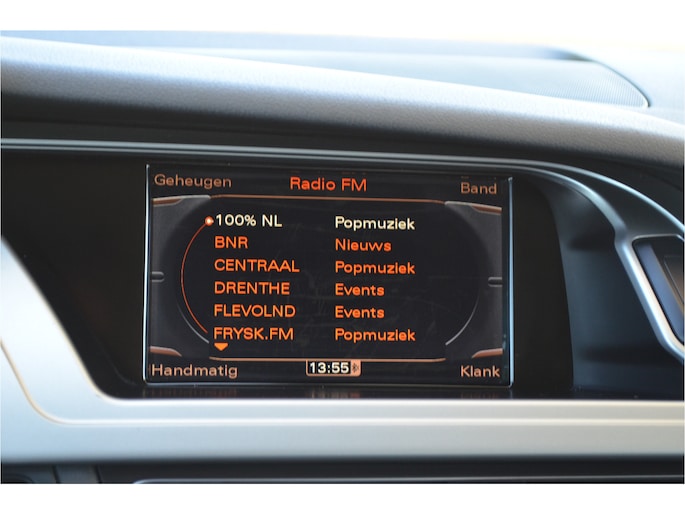 Geheugen Radio FM Band
100% NL Popmuziek
BNR Nieuws
CENTRAAL Popmuziek
DRENTHE Events
FLEVOLND Events
FRYSK.FM Popmuziek
Handmatig 13:55 Klank